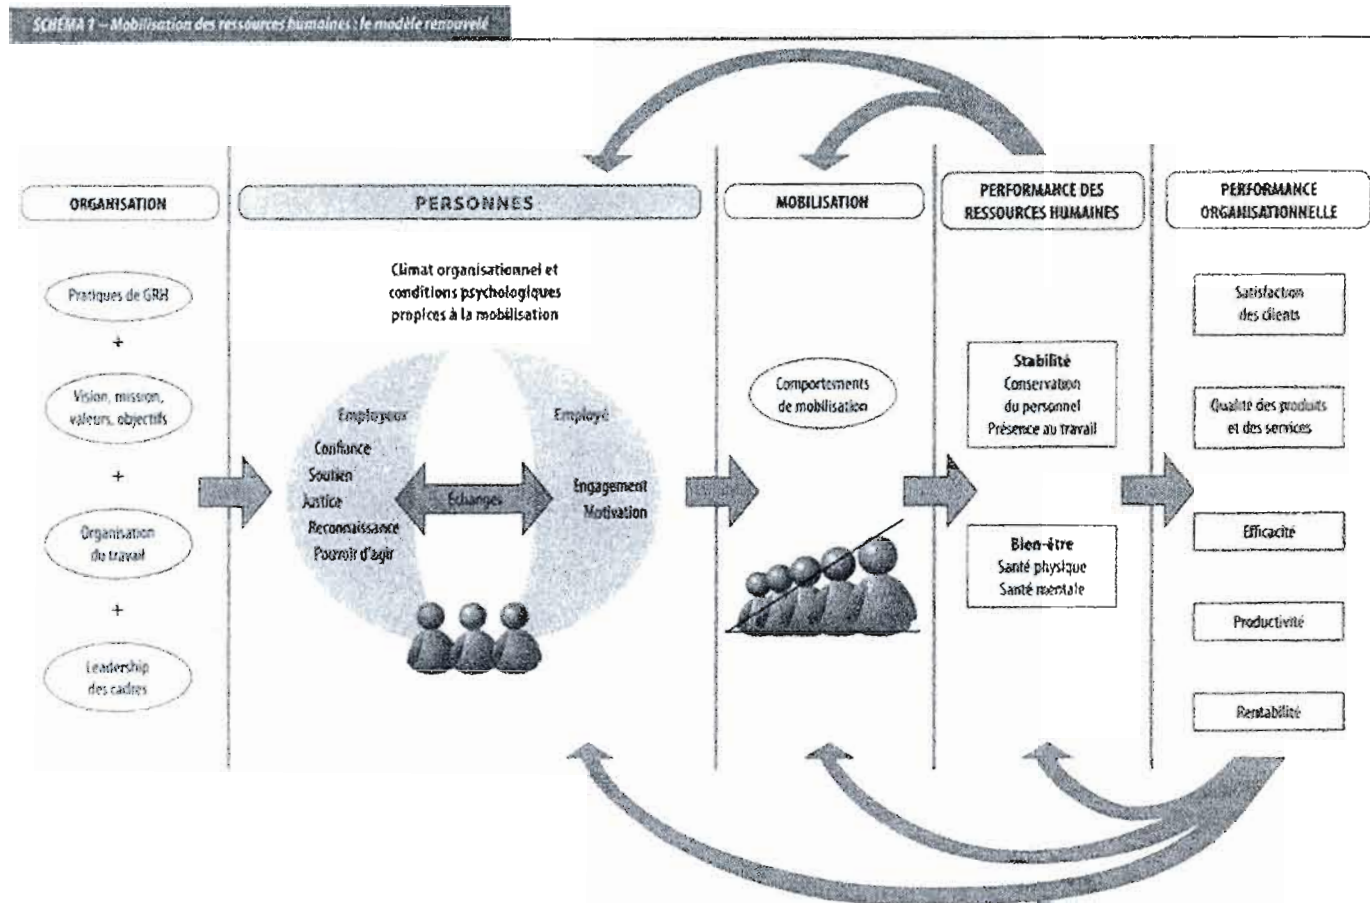 SCHÉMA 1 – Mobilisation des ressources humaines : le modèle renouvelé
ORGANISATION
Pratiques de GRH
+
Vision, mission,
valeurs, objectifs
+
Organisation
du travail
+
Leadership
des cadres
PERSONNES
Climat organisationnel et
conditions psychologiques
propices à la mobilisation
Employeur
Confiance
Soutien
Justice
Reconnaissance
Pouvoir d'agir
Échanges
Employé
Engagement
Motivation
MOBILISATION
Comportements
de mobilisation
PERFORMANCE DES
RESSOURCES HUMAINES
Stabilité
Conservation
du personnel
Présence au travail
Bien-être
Santé physique
Santé mentale
PERFORMANCE
ORGANISATIONNELLE
Satisfaction
des clients
Qualité des produits
et des services
Efficacité
Productivité
Rentabilité